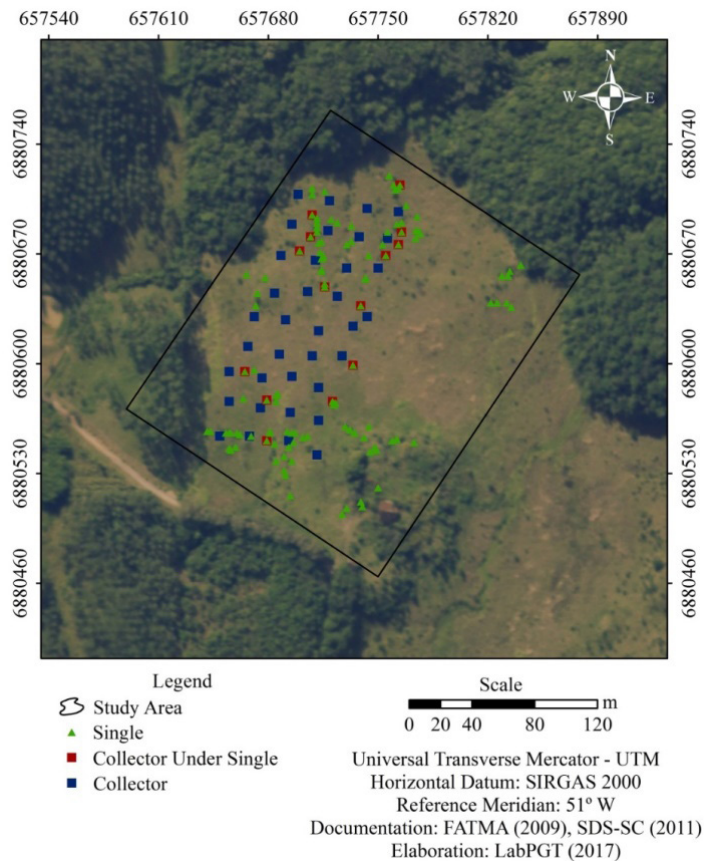 657540 657610 657680 657750 657820 657890
N
W E
S
6880740 6880740
6880670 6880670
6880600 6880600
6880530 6880530
6880460 6880460
Legend
Study Area
Single
Collector Under Single
Collector
Scale
m
0 20 40 80 120
Universal Transverse Mercator - UTM
Horizontal Datum: SIRGAS 2000
Reference Meridian: 51º W
Documentation: FATMA (2009), SDS-SC (2011)
Elaboration: LabPGT (2017)